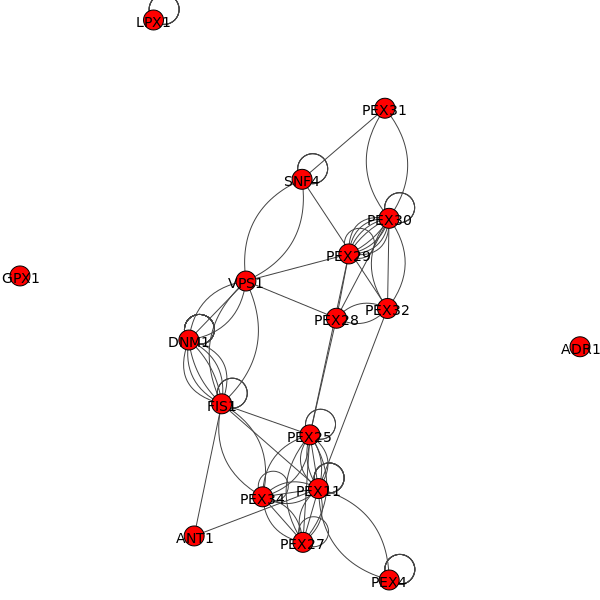 LPX1
PEX31
SNF4
PEX30
PEX29
GPX1
VPS1
PEX32
PEX28
DNM1
ADR1
FIS1
PEX25
PEX11
PEX34
ANT1
PEX27
PEX4